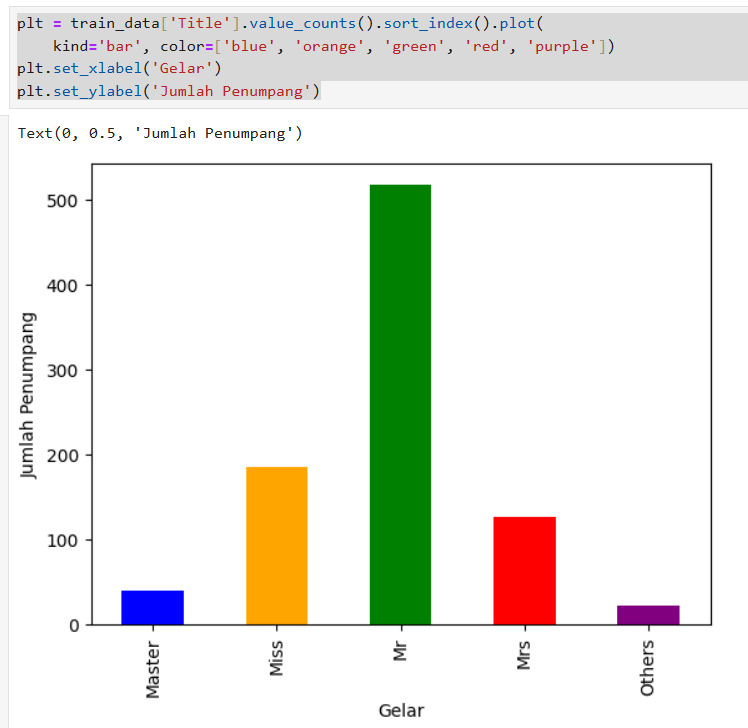 plt = train_data['Title'].value_counts().sort_index().plot(
    kind='bar', color=['blue', 'orange', 'green', 'red', 'purple'])
plt.set_xlabel('Gelar')
plt.set_ylabel('Jumlah Penumpang')
Text(0, 0.5, 'Jumlah Penumpang')
500
400
300
200
100
0
Jumlah Penumpang
Master
Miss
Mr
Mrs
Others
Gelar